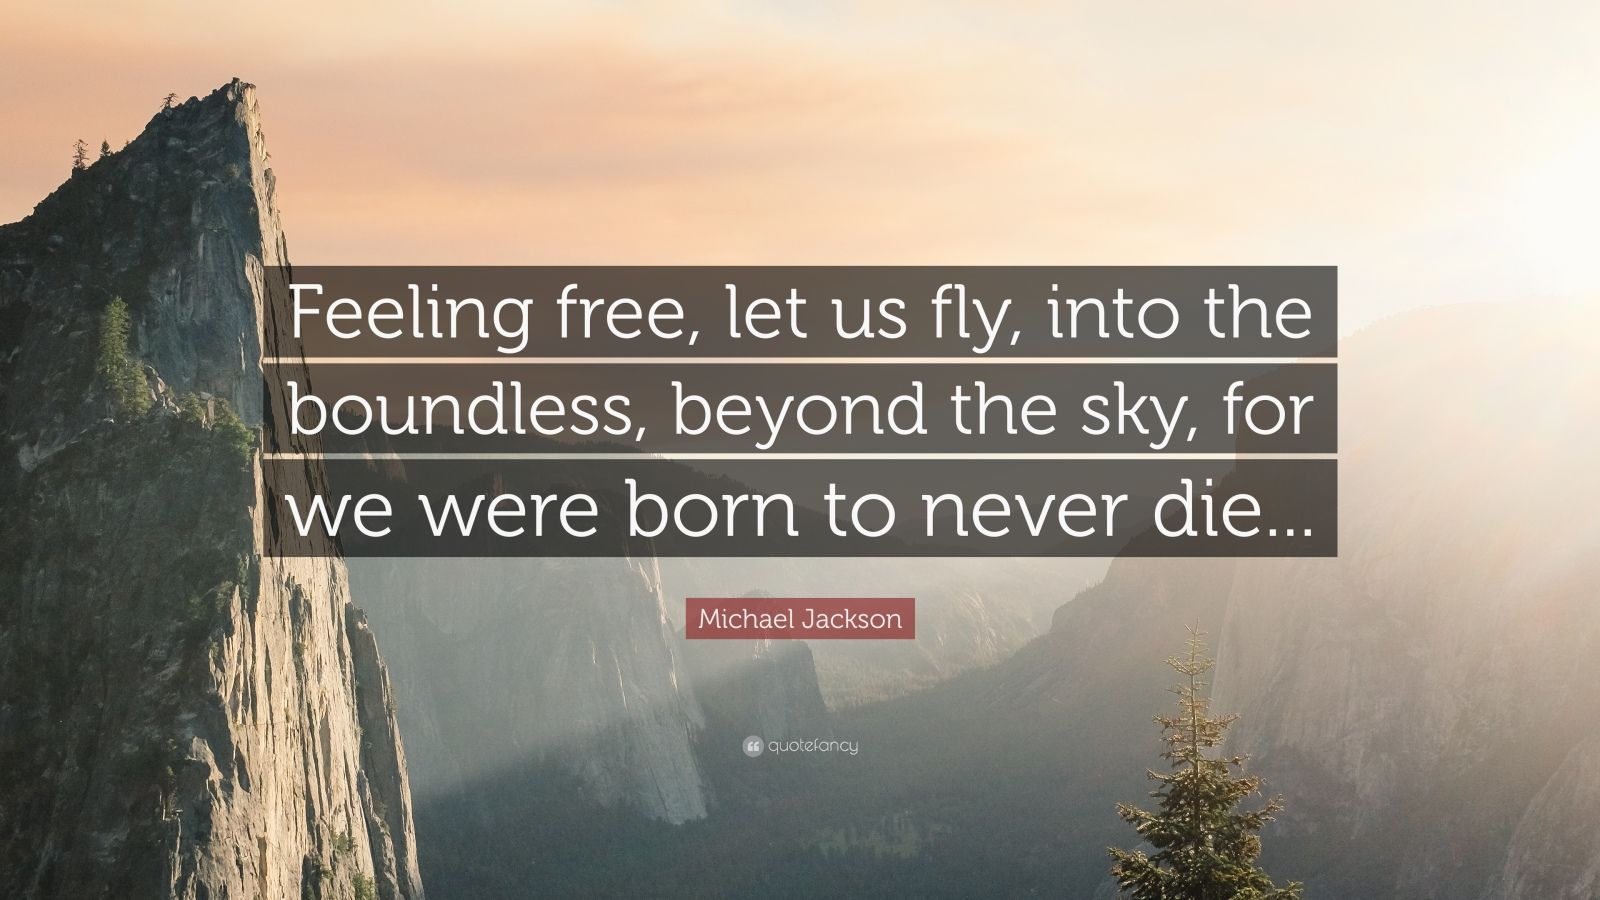 Feeling free, let us fly, into the
boundless, beyond the sky, for
we were born to never die...
Michael Jackson
quotefancy